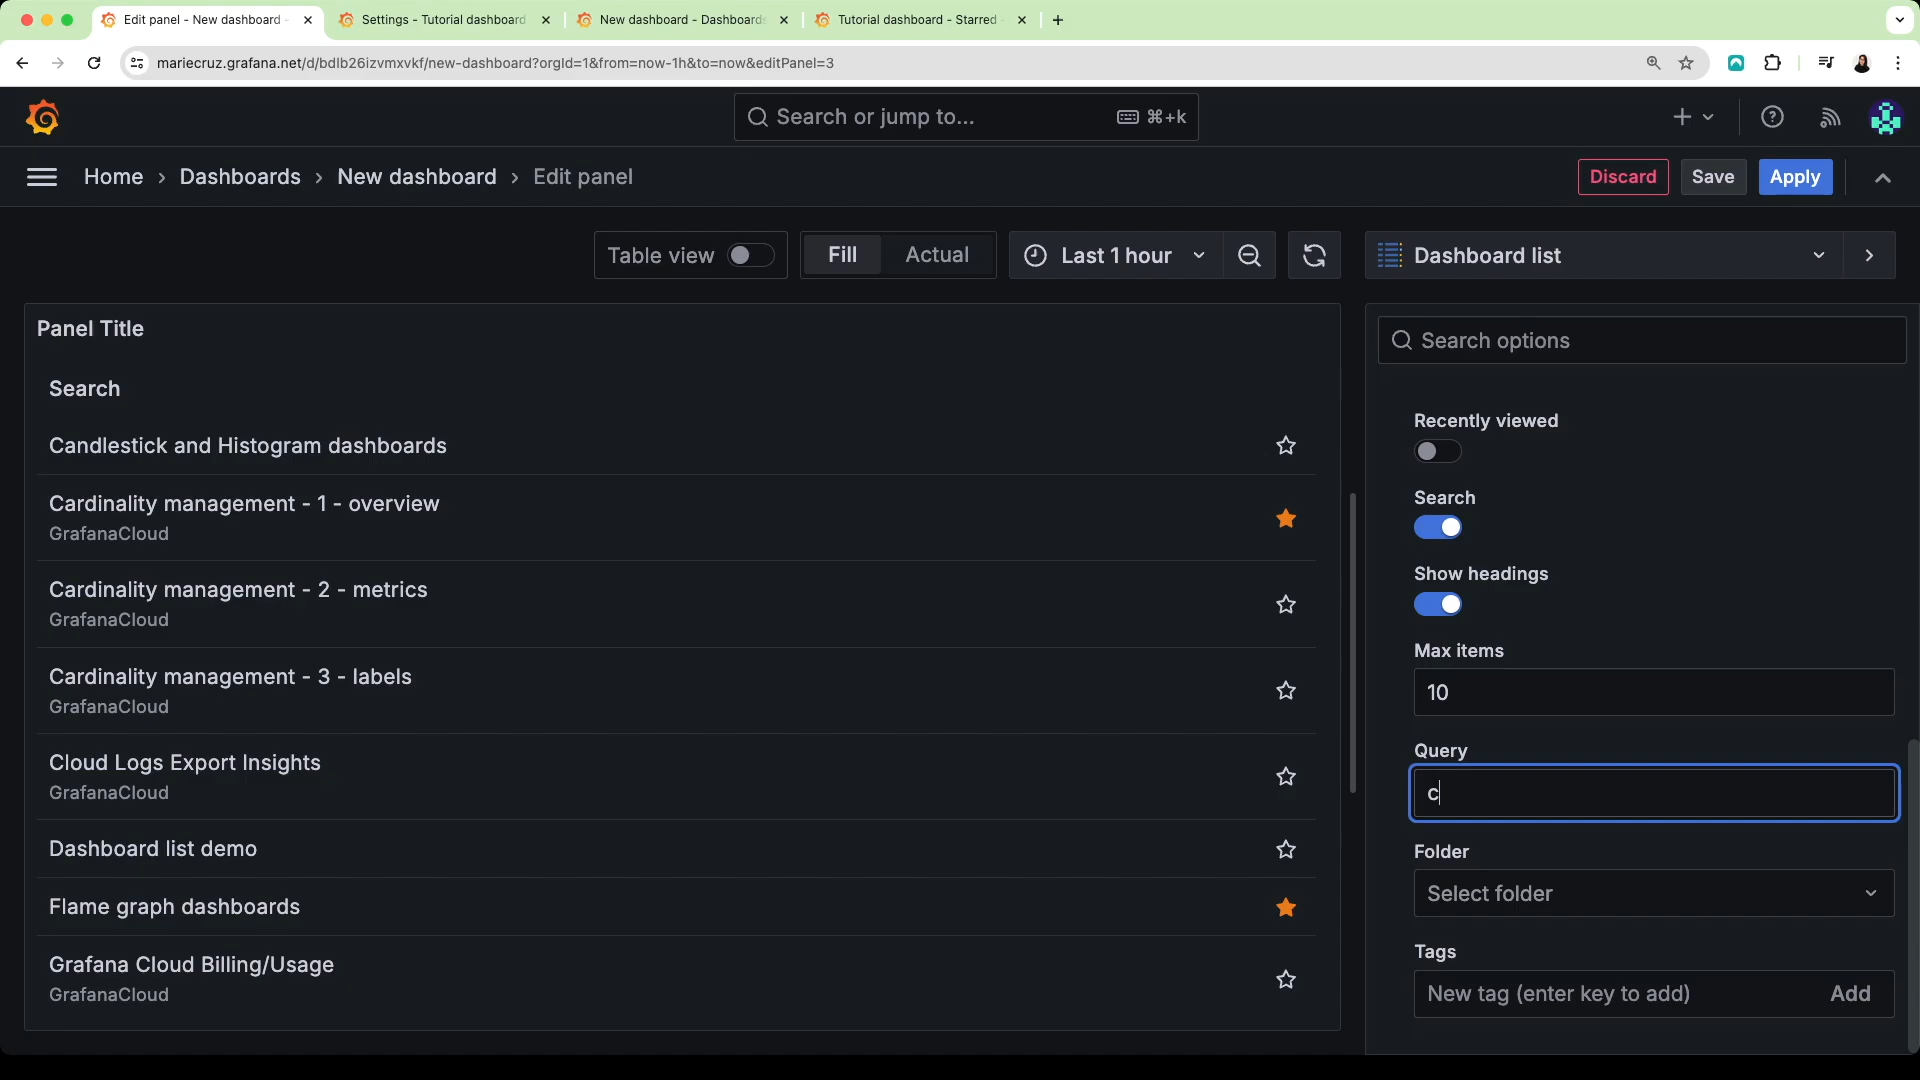 Edit panel - New dashboard -
Settings - Tutorial dashboard
New dashboard - Dashboards
Tutorial dashboard - Starred -
mariecruz.grafana.net/d/bdlb26izvmxvkf/new-dashboard?orgId=1&from=now-1h&to=now&editPanel=3
Search or jump to...
⌘+k
Home › Dashboards › New dashboard › Edit panel
Discard
Save
Apply
Table view
Fill
Actual
Last 1 hour
Dashboard list
Panel Title
Search
Candlestick and Histogram dashboards
Cardinality management - 1 - overview
GrafanaCloud
Cardinality management - 2 - metrics
GrafanaCloud
Cardinality management - 3 - labels
GrafanaCloud
Cloud Logs Export Insights
GrafanaCloud
Dashboard list demo
Flame graph dashboards
Grafana Cloud Billing/Usage
GrafanaCloud
Search options
Recently viewed
Search
Show headings
Max items
10
Query
c
Folder
Select folder
Tags
New tag (enter key to add)
Add